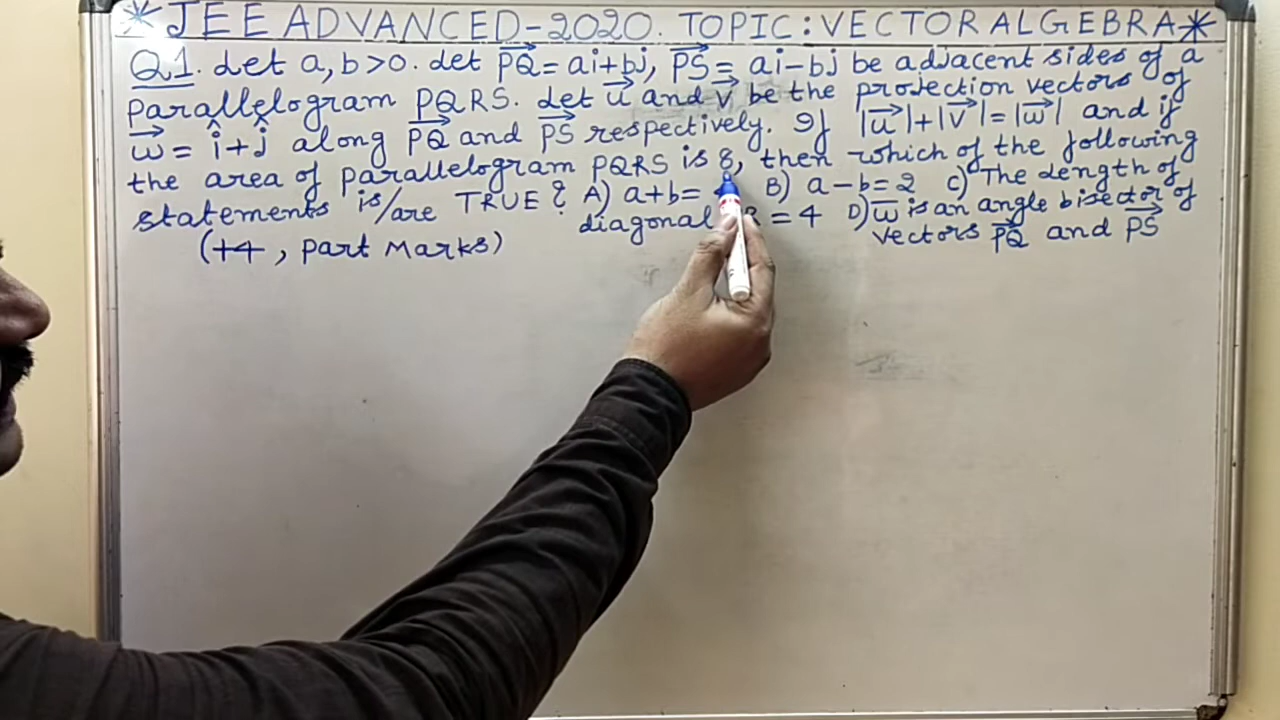 *JEE ADVANCED-2020. TOPIC: VECTOR ALGEBRA*
Q1. Let a, b >0. Let PQ⃗ = ai+bj, PS⃗ = ai-bj be adjacent sides of a
parallelogram PQRS. Let u⃗ and v⃗ be the projection vectors of
w⃗ = î+ĵ along PQ⃗ and PS⃗ respectively. If |u⃗|+|v⃗|=|w⃗| and if
the area of parallelogram PQRS is 8, then which of the following
statements is/are TRUE? A) a+b= B) a-b=2 C) The length of
diagonal = 4 D) w̅ is an angle bisector of
(+4, part Marks) vectors PQ⃗ and PS⃗